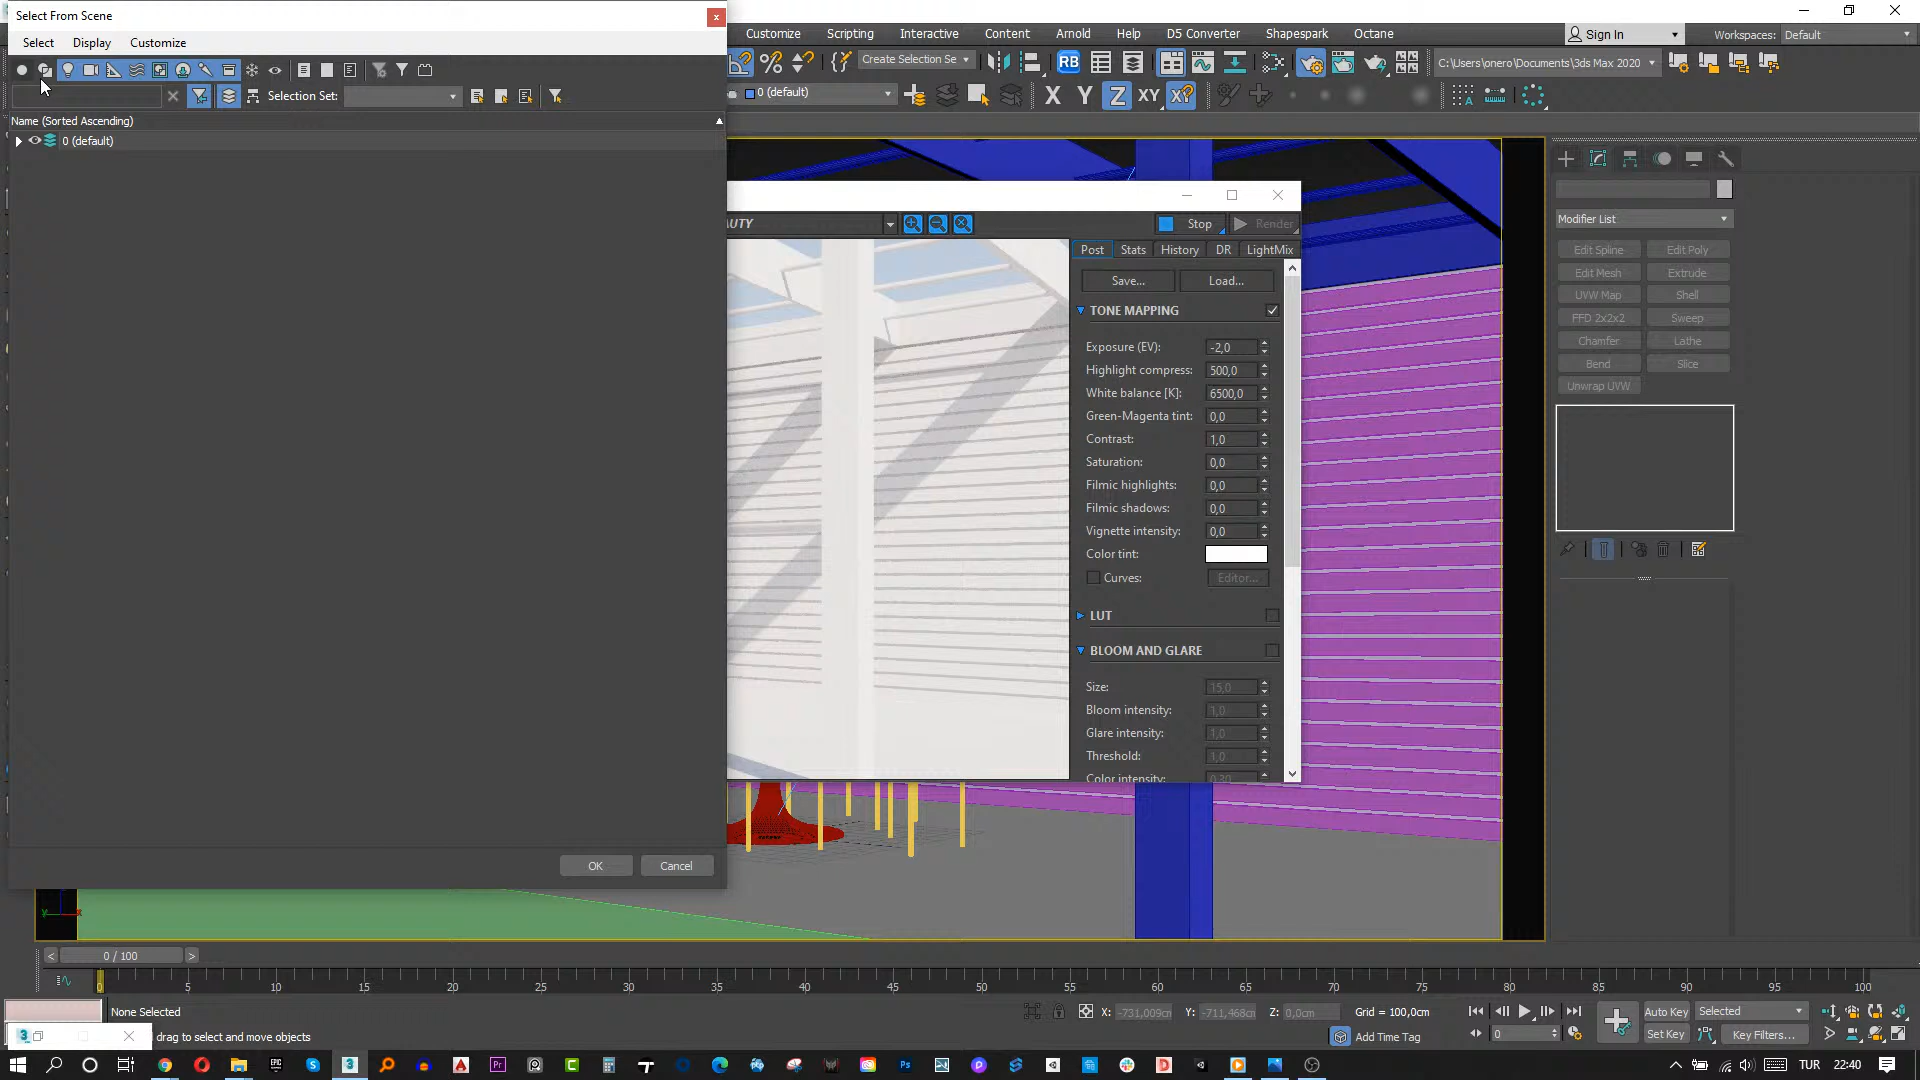 Select From Scene
Select Display Customize
Selection Set:
Name (Sorted Ascending)
0 (default)
OK Cancel
Customize Scripting Interactive Content Arnold Help D5 Converter Shapespark Octane
Sign In Workspaces: Default
Create Selection Se
C:\Users\onero\Documents\3ds Max 2020
RB
0 (default)
X Y Z XY
AUTY
Stop Render
Post Stats History DR LightMix
Save... Load...
TONE MAPPING
Exposure (EV): -2,0
Highlight compress: 500,0
White balance [K]: 6500,0
Green-Magenta tint: 0,0
Contrast: 1,0
Saturation: 0,0
Filmic highlights: 0,0
Filmic shadows: 0,0
Vignette intensity: 0,0
Color tint:
Curves: Editor...
LUT
BLOOM AND GLARE
Size: 15,0
Bloom intensity: 1,0
Glare intensity: 1,0
Threshold: 1,0
Color intensity: 0,30
Modifier List
Edit Spline Edit Poly
Edit Mesh Extrude
UVW Map Shell
FFD 2x2x2 Sweep
Chamfer Lathe
Bend Slice
Unwrap UVW
0 / 100
0 5 10 15 20 25 30 35 40 45 50 55 60 65 70 75 80 85 90 95 100
None Selected
X: -731,009cm Y: -711,468cm Z: 0,0cm Grid = 100,0cm
Auto Key Selected
drag to select and move objects
Add Time Tag
0
Set Key Key Filters...
TUR 22:40